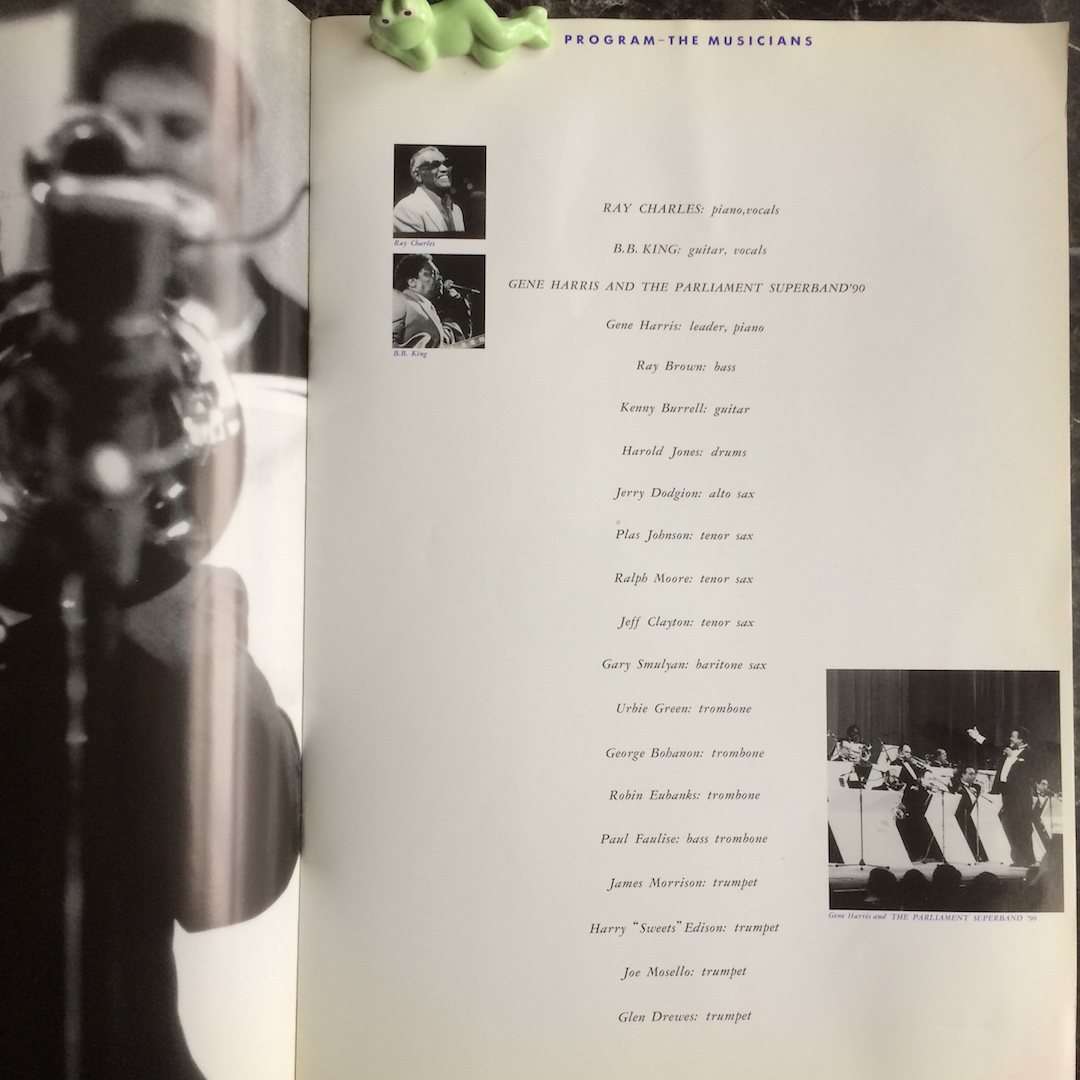 PROGRAM-THE MUSICIANS
Ray Charles
B.B. King
RAY CHARLES: piano,vocals
B.B. KING: guitar, vocals
GENE HARRIS AND THE PARLIAMENT SUPERBAND'90
Gene Harris: leader, piano
Ray Brown: bass
Kenny Burrell: guitar
Harold Jones: drums
Jerry Dodgion: alto sax
Plas Johnson: tenor sax
Ralph Moore: tenor sax
Jeff Clayton: tenor sax
Gary Smulyan: baritone sax
Urbie Green: trombone
George Bohanon: trombone
Robin Eubanks: trombone
Paul Faulise: bass trombone
James Morrison: trumpet
Harry "Sweets" Edison: trumpet
Joe Mosello: trumpet
Glen Drewes: trumpet
Gene Harris and THE PARLIAMENT SUPERBAND '90